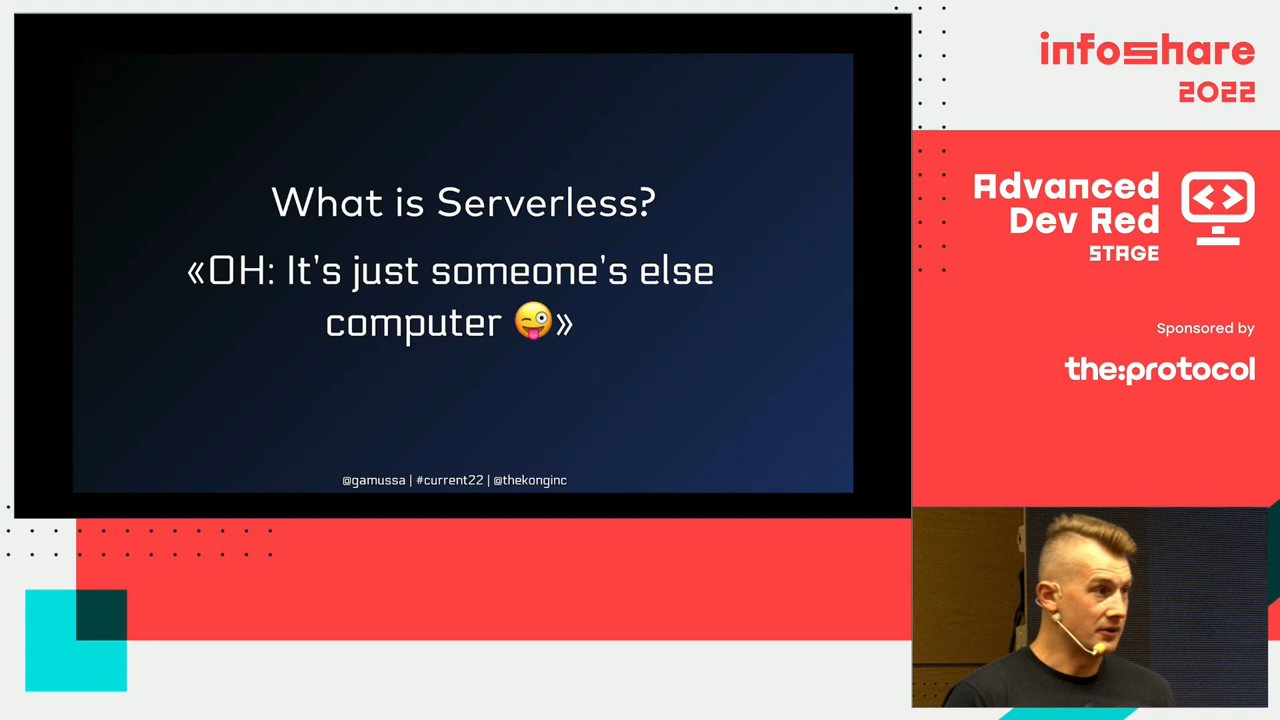 What is Serverless?
«OH: It's just someone's else
computer 😜»
@gamussa | #current22 | @thekonginc
infoshare
2022
Advanced
Dev Red
STAGE
Sponsored by
the:protocol